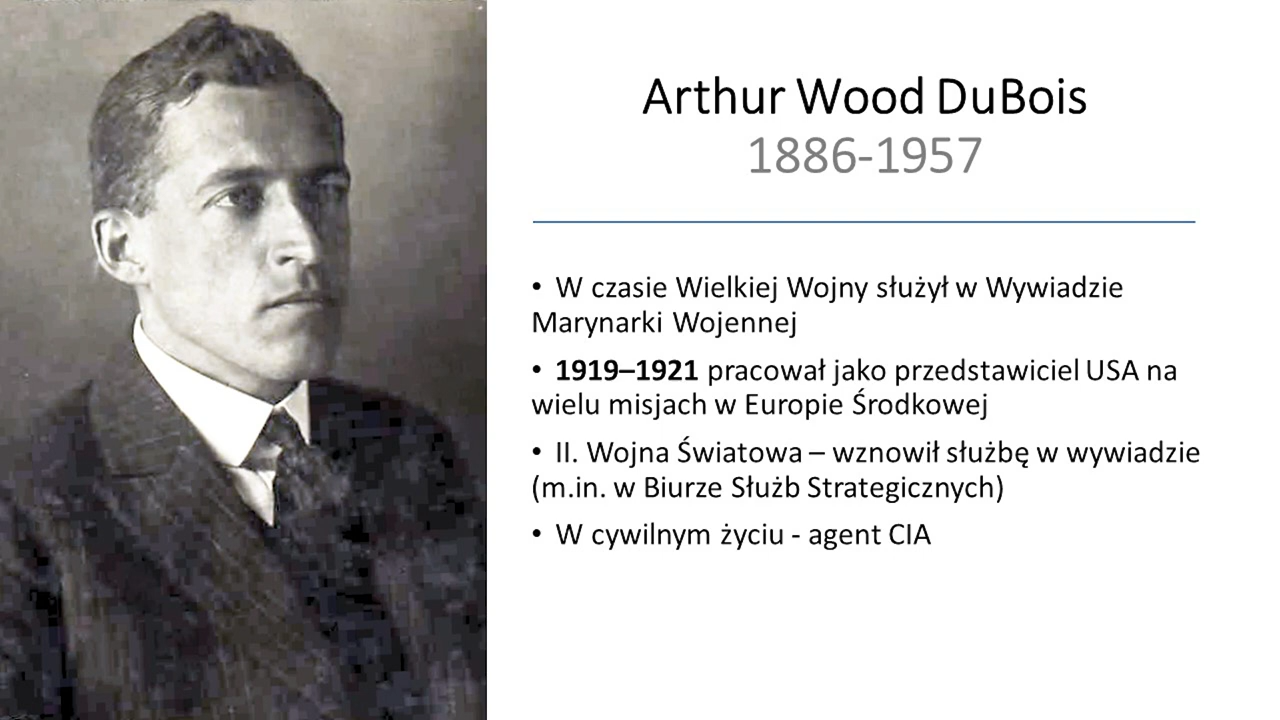 Arthur Wood DuBois
1886-1957
• W czasie Wielkiej Wojny służył w Wywiadzie
Marynarki Wojennej
• 1919–1921 pracował jako przedstawiciel USA na
wielu misjach w Europie Środkowej
• II. Wojna Światowa – wznowił służbę w wywiadzie
(m.in. w Biurze Służb Strategicznych)
• W cywilnym życiu - agent CIA